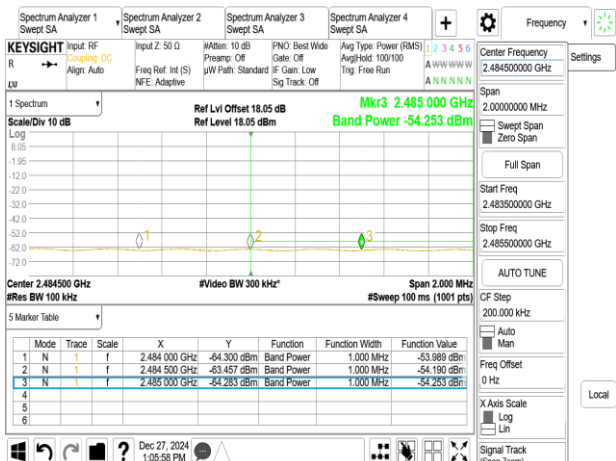 Spectrum Analyzer 1
Swept SA
Spectrum Analyzer 2
Swept SA
Spectrum Analyzer 3
Swept SA
Spectrum Analyzer 4
Swept SA
+
Frequency
KEYSIGHT
R
Input: RF
Coupling: DC
Align: Auto
Input Z: 50 Ω
Freq Ref: Int (S)
NFE: Adaptive
#Atten: 10 dB
Preamp: Off
µW Path: Standard
PNO: Best Wide
Gate: Off
IF Gain: Low
Sig Track: Off
Avg Type: Power (RMS)
Avg|Hold: 100/100
Trig: Free Run
1 2 3 4 5 6
A W W W W W
A N N N N N
LXI
1 Spectrum
Scale/Div 10 dB
Ref Lvl Offset 18.05 dB
Ref Level 18.05 dBm
Mkr3 2.485 000 GHz
Band Power -54.253 dBm
Log
8.05
-1.95
-12.0
-22.0
-32.0
-42.0
-52.0
-62.0
-72.0
1
2
3
Center 2.484500 GHz
#Res BW 100 kHz
#Video BW 300 kHz*
Span 2.000 MHz
#Sweep 100 ms (1001 pts)
5 Marker Table
Mode Trace Scale X Y Function Function Width Function Value
1 N 1 f 2.484 000 GHz -64.300 dBm Band Power 1.000 MHz -53.989 dBm
2 N 1 f 2.484 500 GHz -63.457 dBm Band Power 1.000 MHz -54.190 dBm
3 N 1 f 2.485 000 GHz -64.283 dBm Band Power 1.000 MHz -54.253 dBm
4
5
6
?
Dec 27, 2024
1:05:58 PM
Center Frequency
2.484500000 GHz
Span
2.00000000 MHz
Swept Span
Zero Span
Full Span
Start Freq
2.483500000 GHz
Stop Freq
2.485500000 GHz
AUTO TUNE
CF Step
200.000 kHz
Auto
Man
Freq Offset
0 Hz
X Axis Scale
Log
Lin
Signal Track
(Span Zoom)
Settings
Local